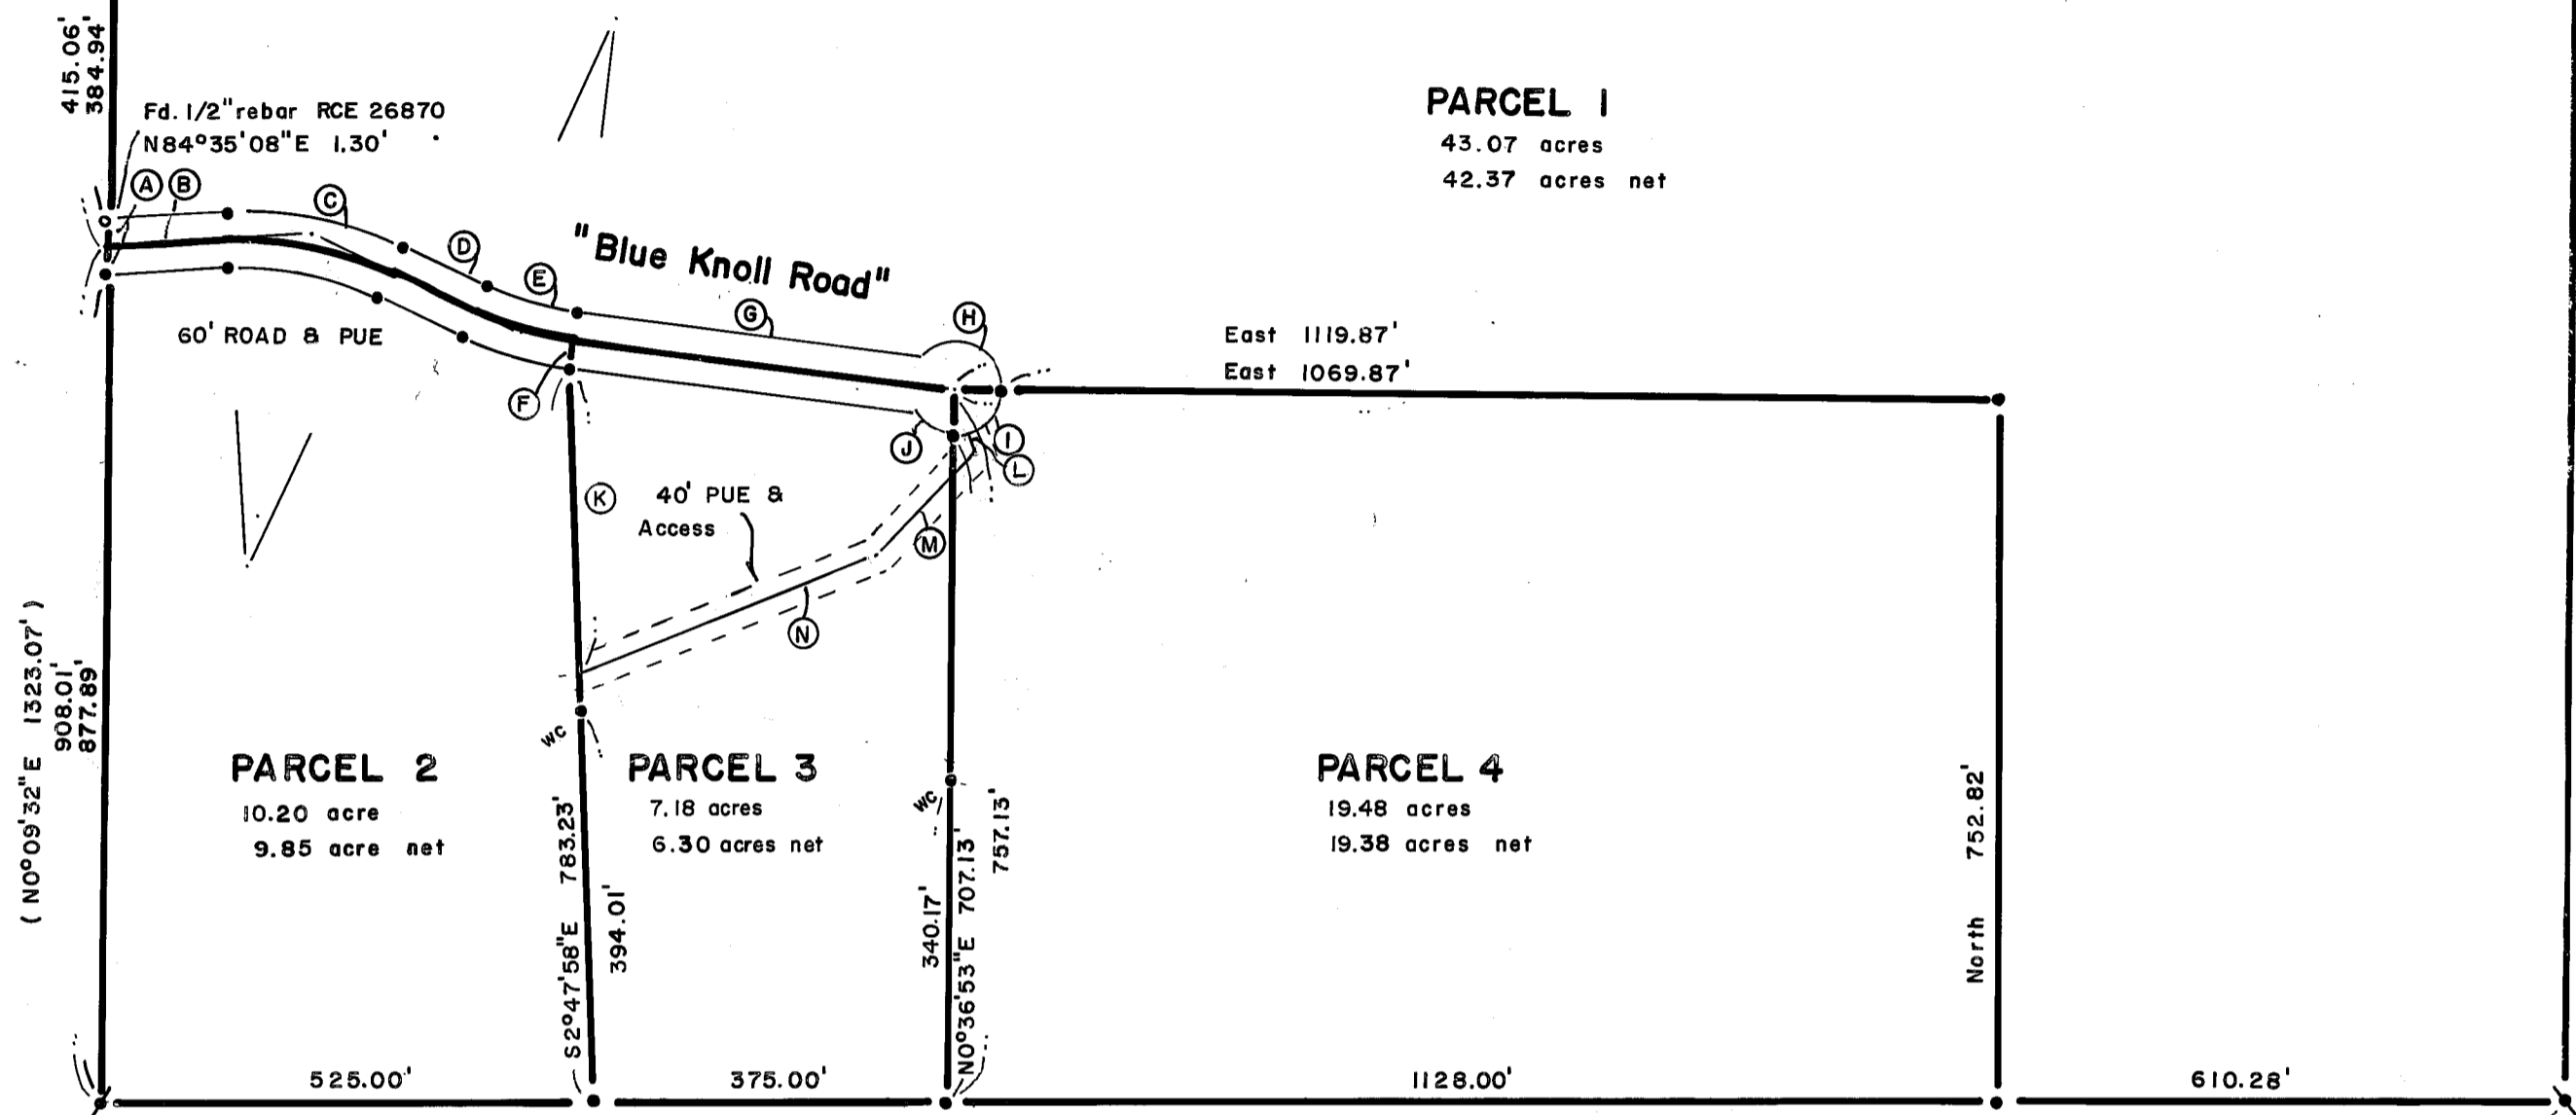 415.06'
384.94'
Fd. 1/2" rebar RCE 26870
N84°35'08"E 1.30'
A
B
C
D
E
"Blue Knoll Road"
G
H
PARCEL 1
43.07 acres
42.37 acres net
60' ROAD & PUE
F
J
I
L
East 1119.87'
East 1069.87'
K
40' PUE &
Access
M
N
(N0°09'32"E 1323.07')
908.01'
877.89'
WC
PARCEL 2
10.20 acre
9.85 acre net
PARCEL 3
7.18 acres
6.30 acres net
WC
PARCEL 4
19.48 acres
19.38 acres net
S2°47'58"E 783.23'
394.01'
340.17'
N0°36'53"E 707.13'
757.13'
North 752.82'
525.00'
375.00'
1128.00'
610.28'